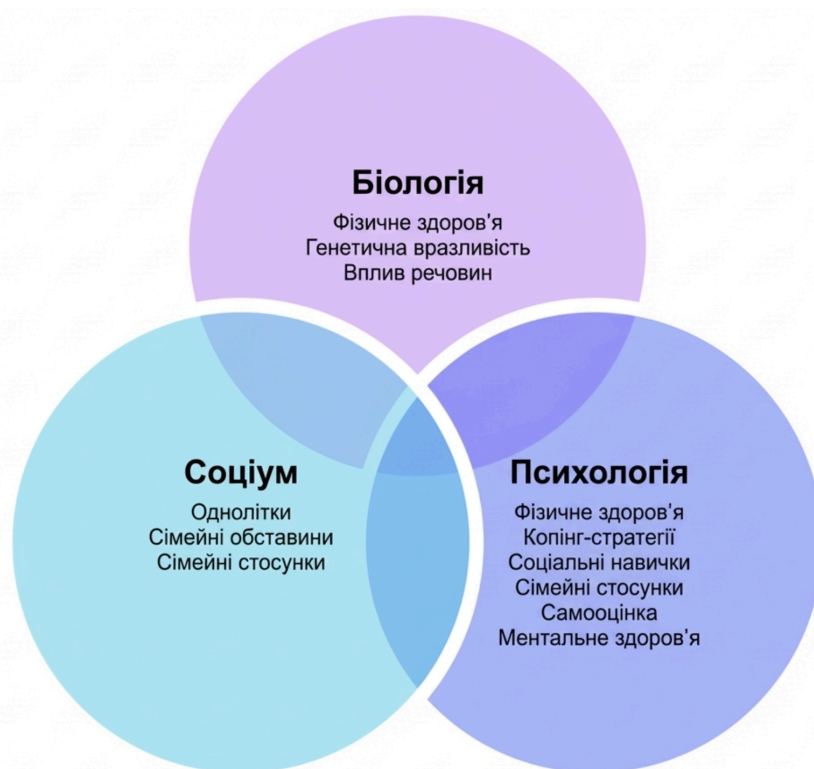 Біологія
Фізичне здоров’я
Генетична вразливість
Вплив речовин
Соціум
Однолітки
Сімейні обставини
Сімейні стосунки
Психологія
Фізичне здоров’я
Копінг-стратегії
Соціальні навички
Сімейні стосунки
Самооцінка
Ментальне здоров’я